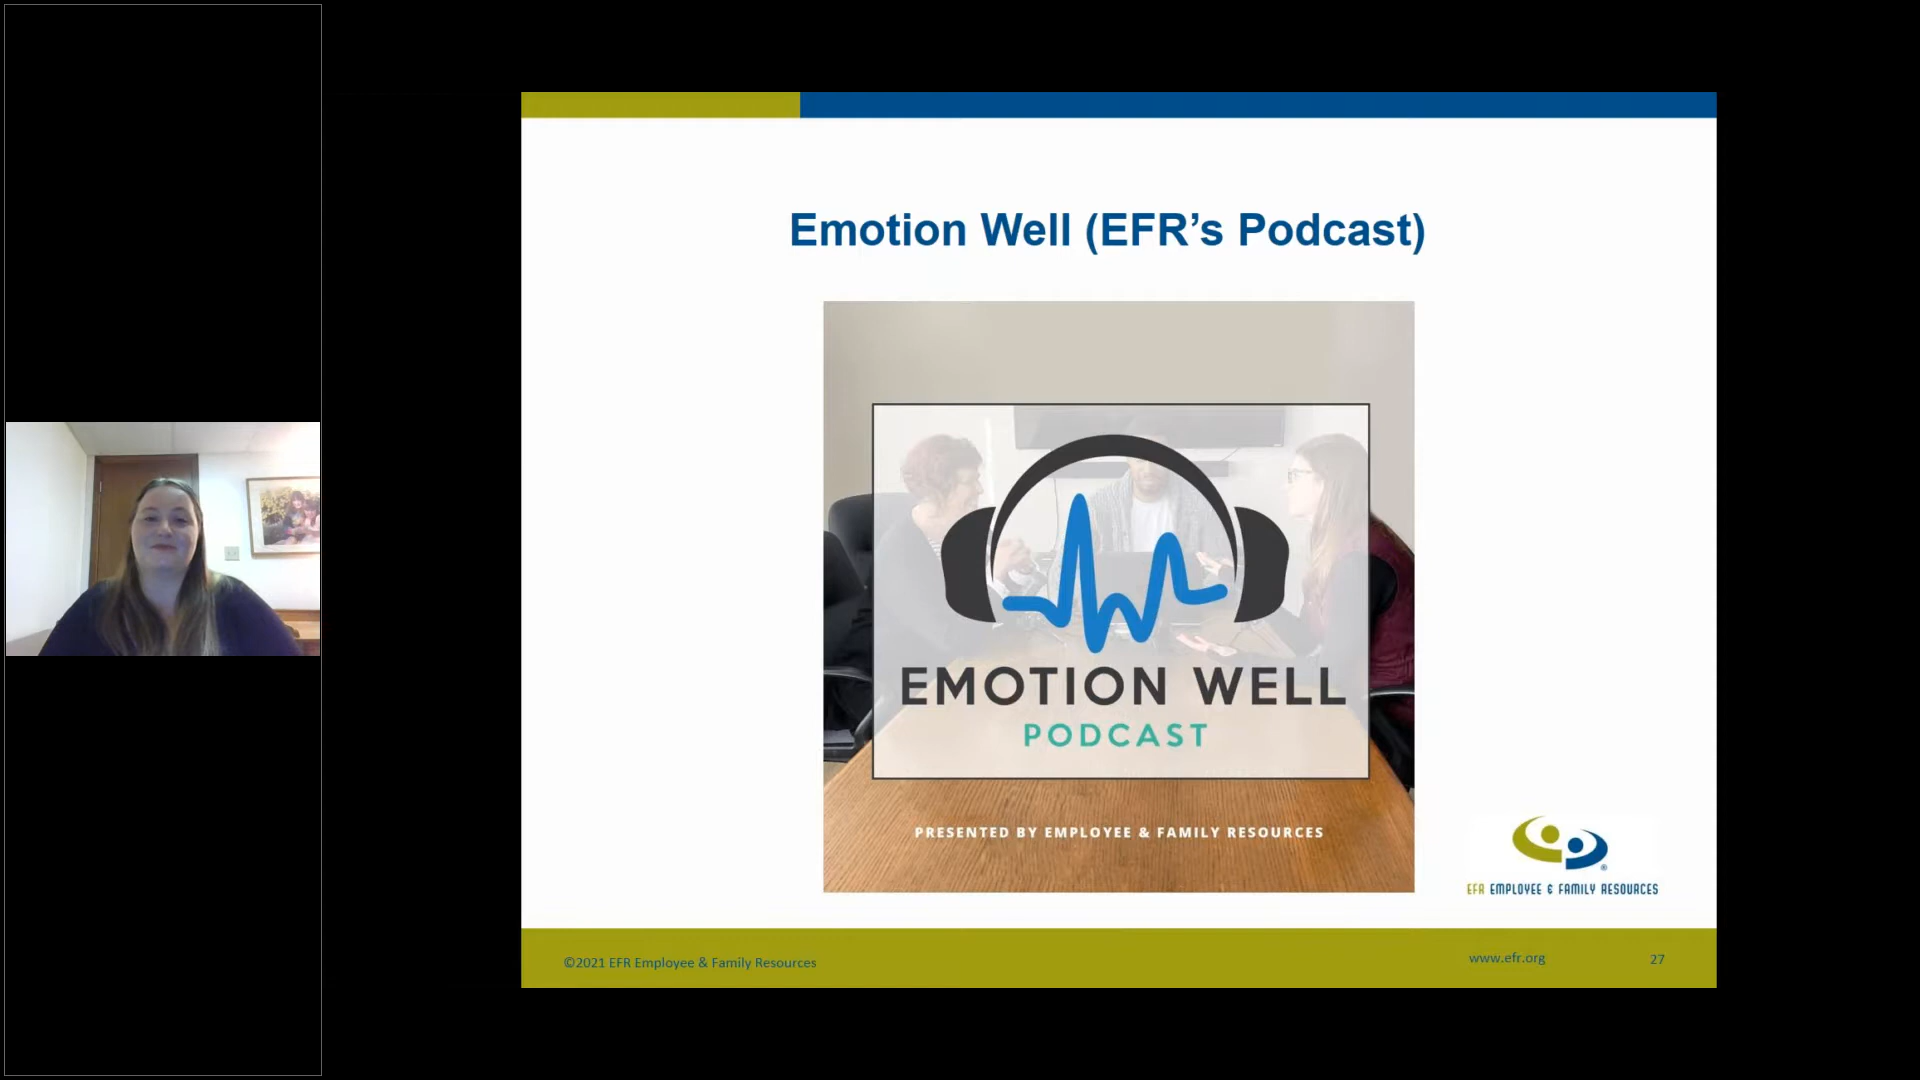 Emotion Well (EFR’s Podcast)
EMOTION WELL
PODCAST
PRESENTED BY EMPLOYEE & FAMILY RESOURCES
®
EFR EMPLOYEE & FAMILY RESOURCES
©2021 EFR Employee & Family Resources
www.efr.org
27